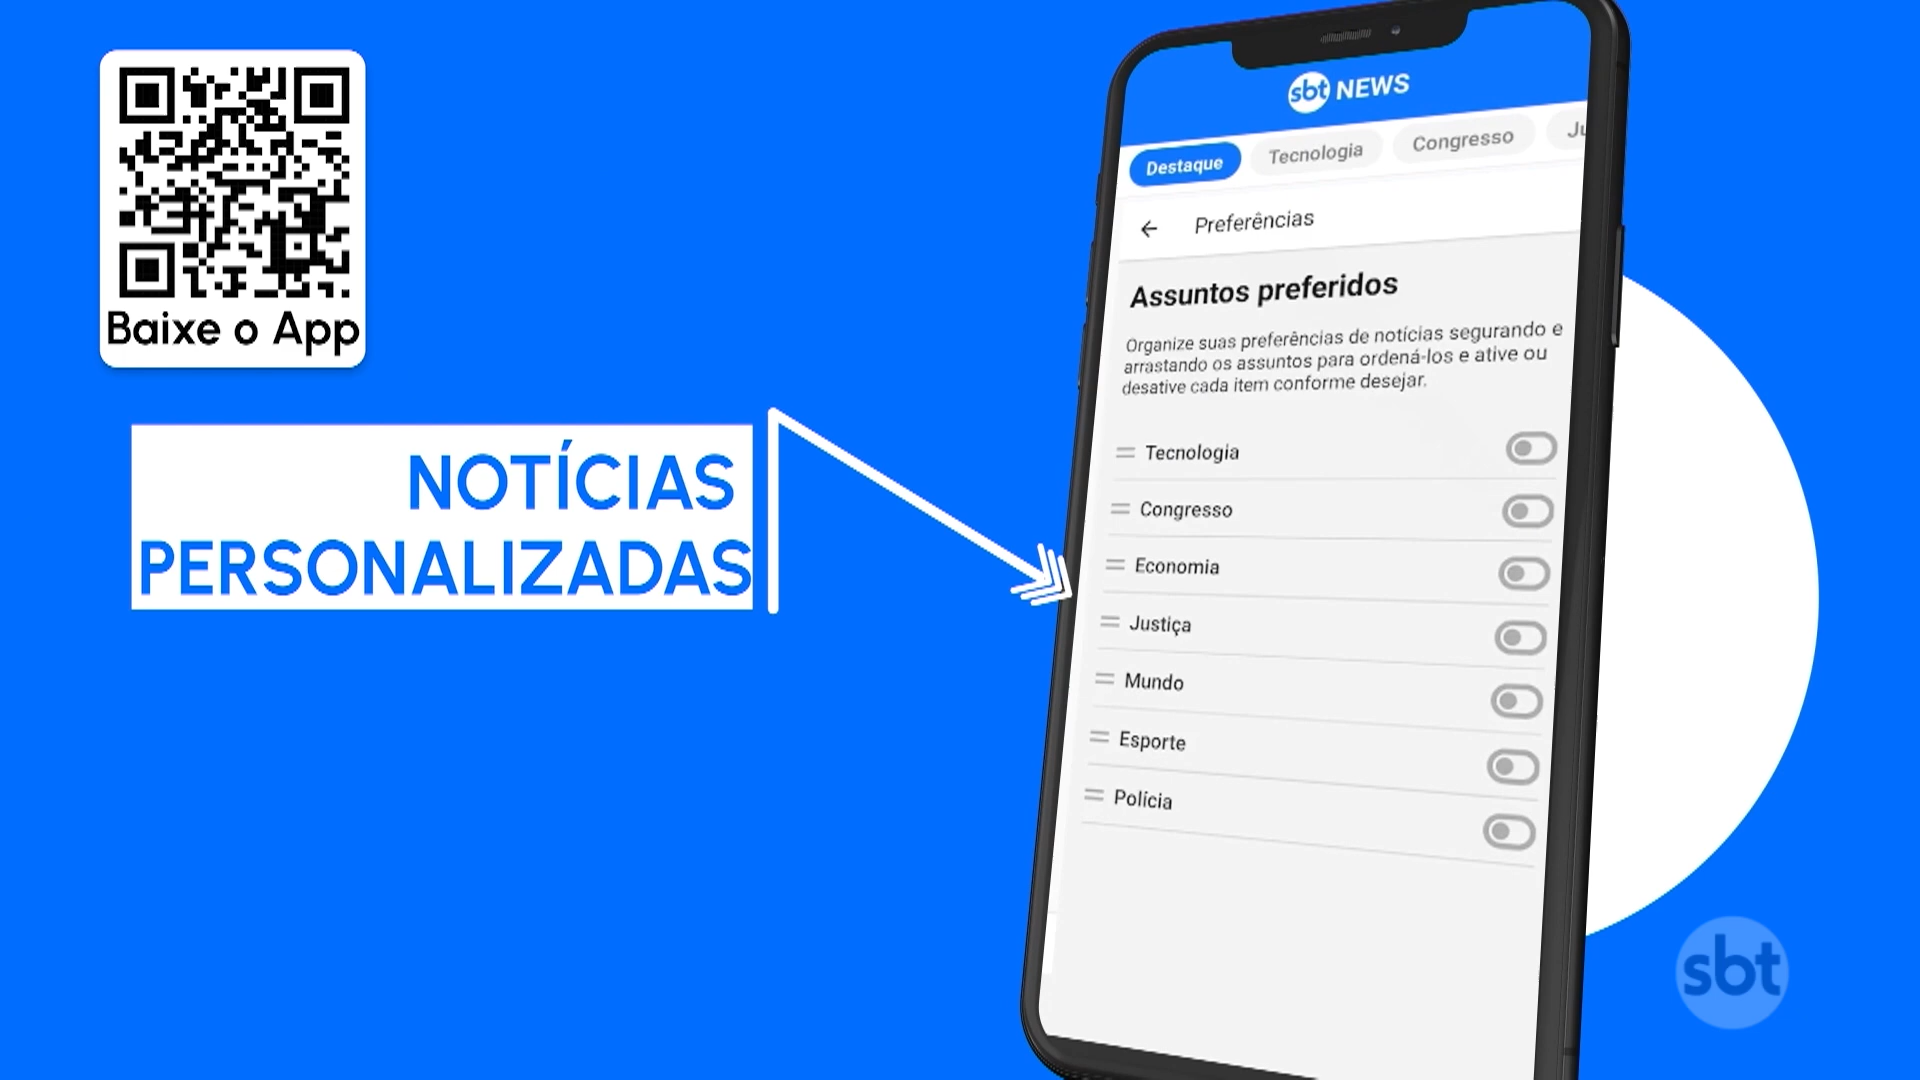 Baixe o App
NOTÍCIAS
PERSONALIZADAS
sbt NEWS
Destaque
Tecnologia
Congresso
Preferências
Assuntos preferidos
Organize suas preferências de notícias segurando e
arrastando os assuntos para ordená-los e ative ou
desative cada item conforme desejar.
Tecnologia
Congresso
Economia
Justiça
Mundo
Esporte
Polícia
sbt